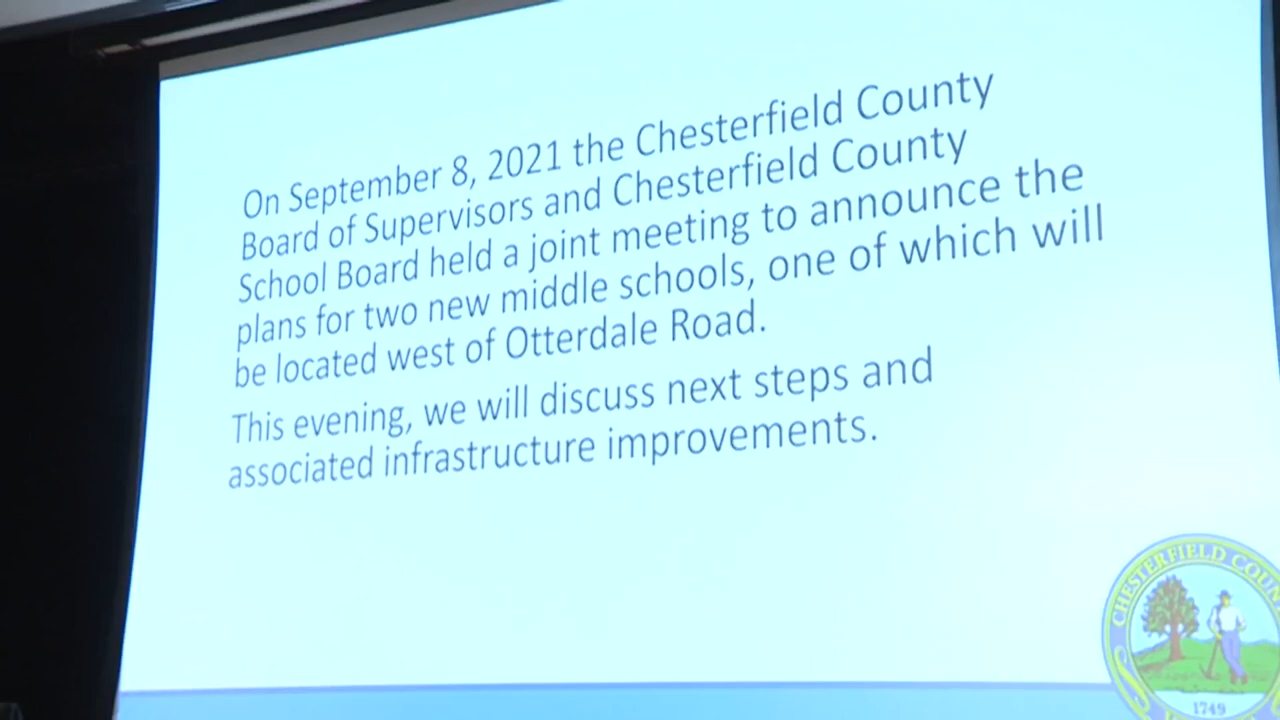 On September 8, 2021 the Chesterfield County
Board of Supervisors and Chesterfield County
School Board held a joint meeting to announce the
plans for two new middle schools, one of which will
be located west of Otterdale Road.
This evening, we will discuss next steps and
associated infrastructure improvements.
CHESTERFIELD
1749